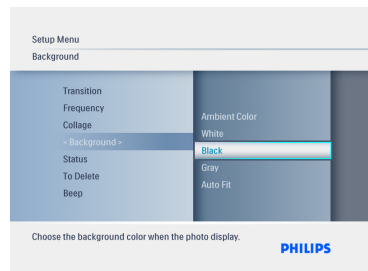 Setup Menu
Background
Transition
Frequency
Collage
< Background >
Status
To Delete
Beep
Ambient Color
White
Black
Gray
Auto Fit
Choose the background color when the photo display.
PHILIPS